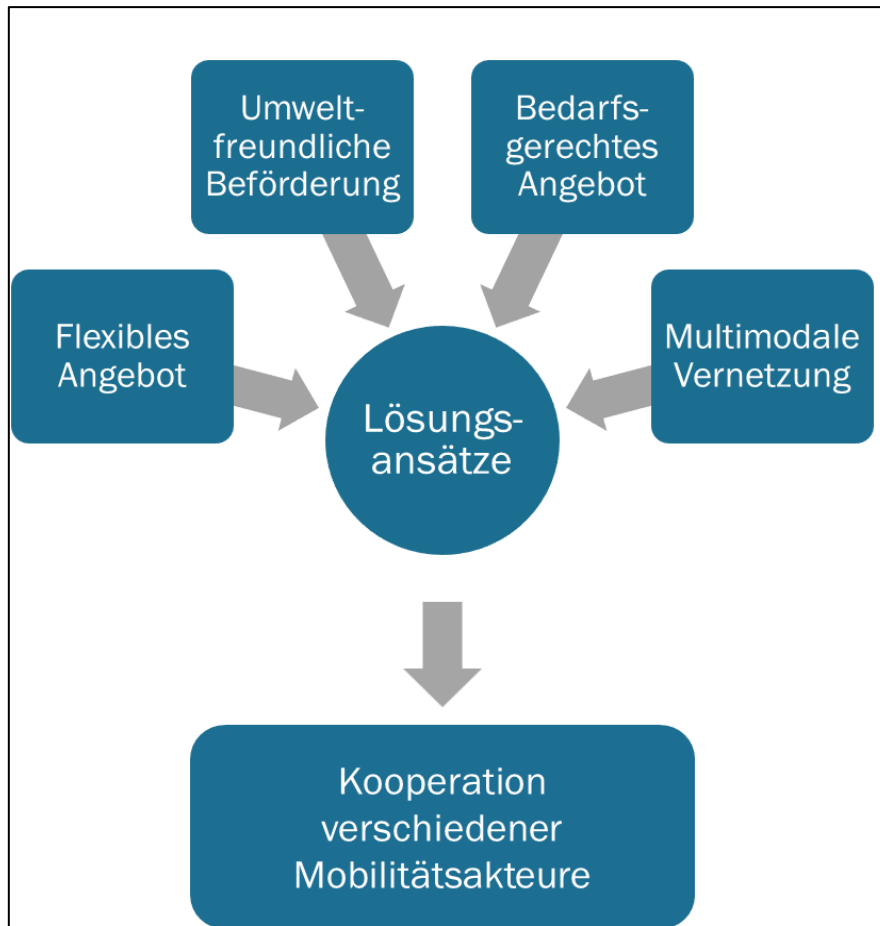 Umwelt-
freundliche
Beförderung
Bedarfs-
gerechtes
Angebot
Flexibles
Angebot
Multimodale
Vernetzung
Lösungs-
ansätze
Kooperation
verschiedener
Mobilitätsakteure